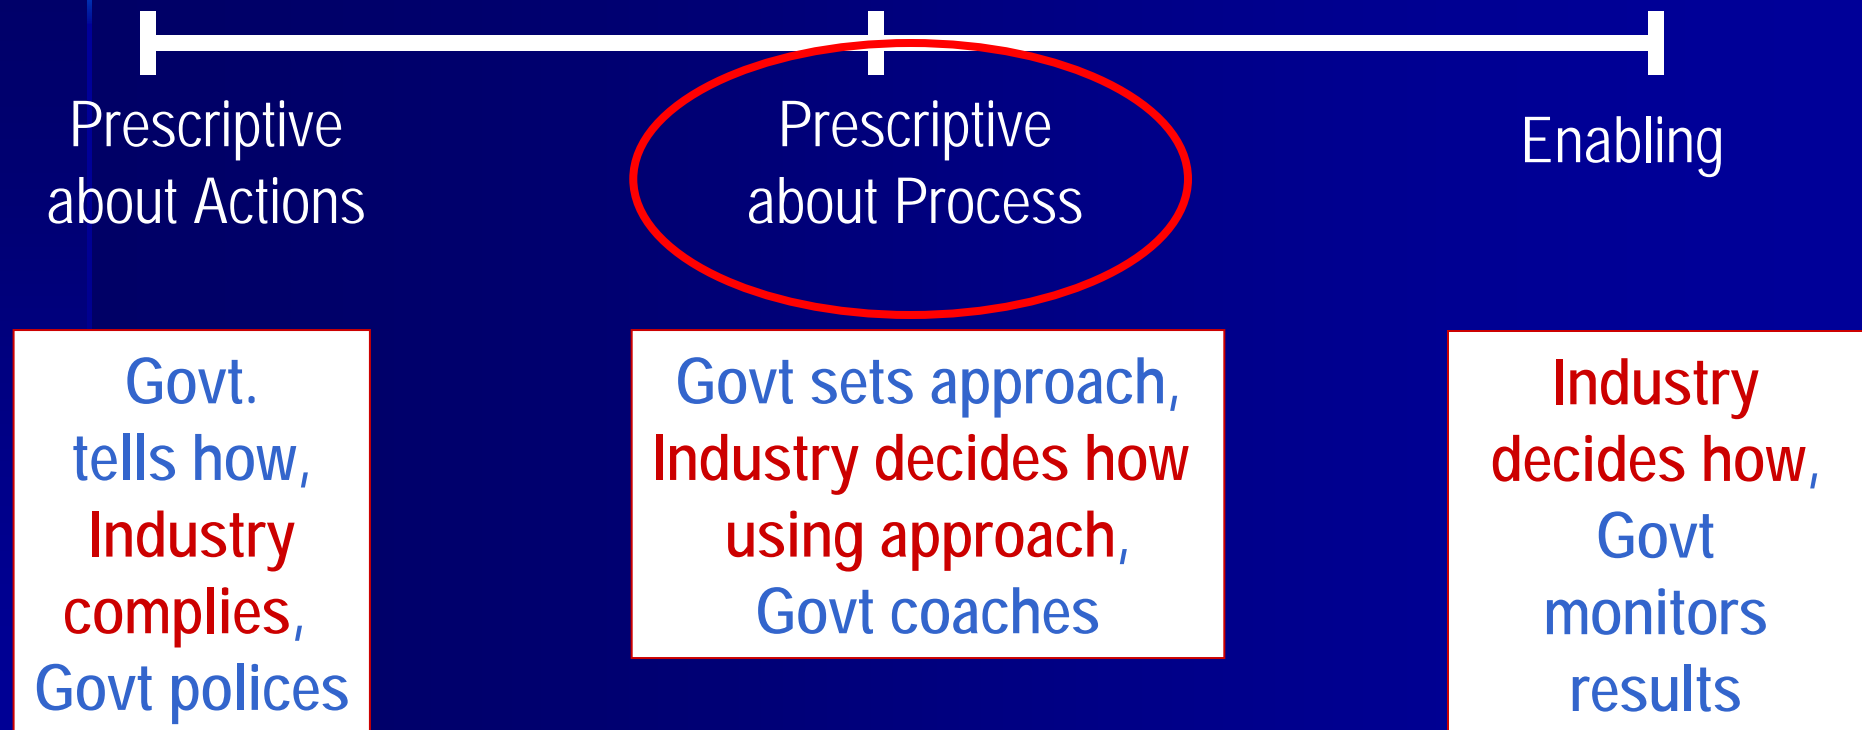 Prescriptive
about Actions
Prescriptive
about Process
Enabling
Govt.
tells how,
Industry
complies,
Govt polices
Govt sets approach,
Industry decides how
using approach,
Govt coaches
Industry
decides how,
Govt
monitors
results